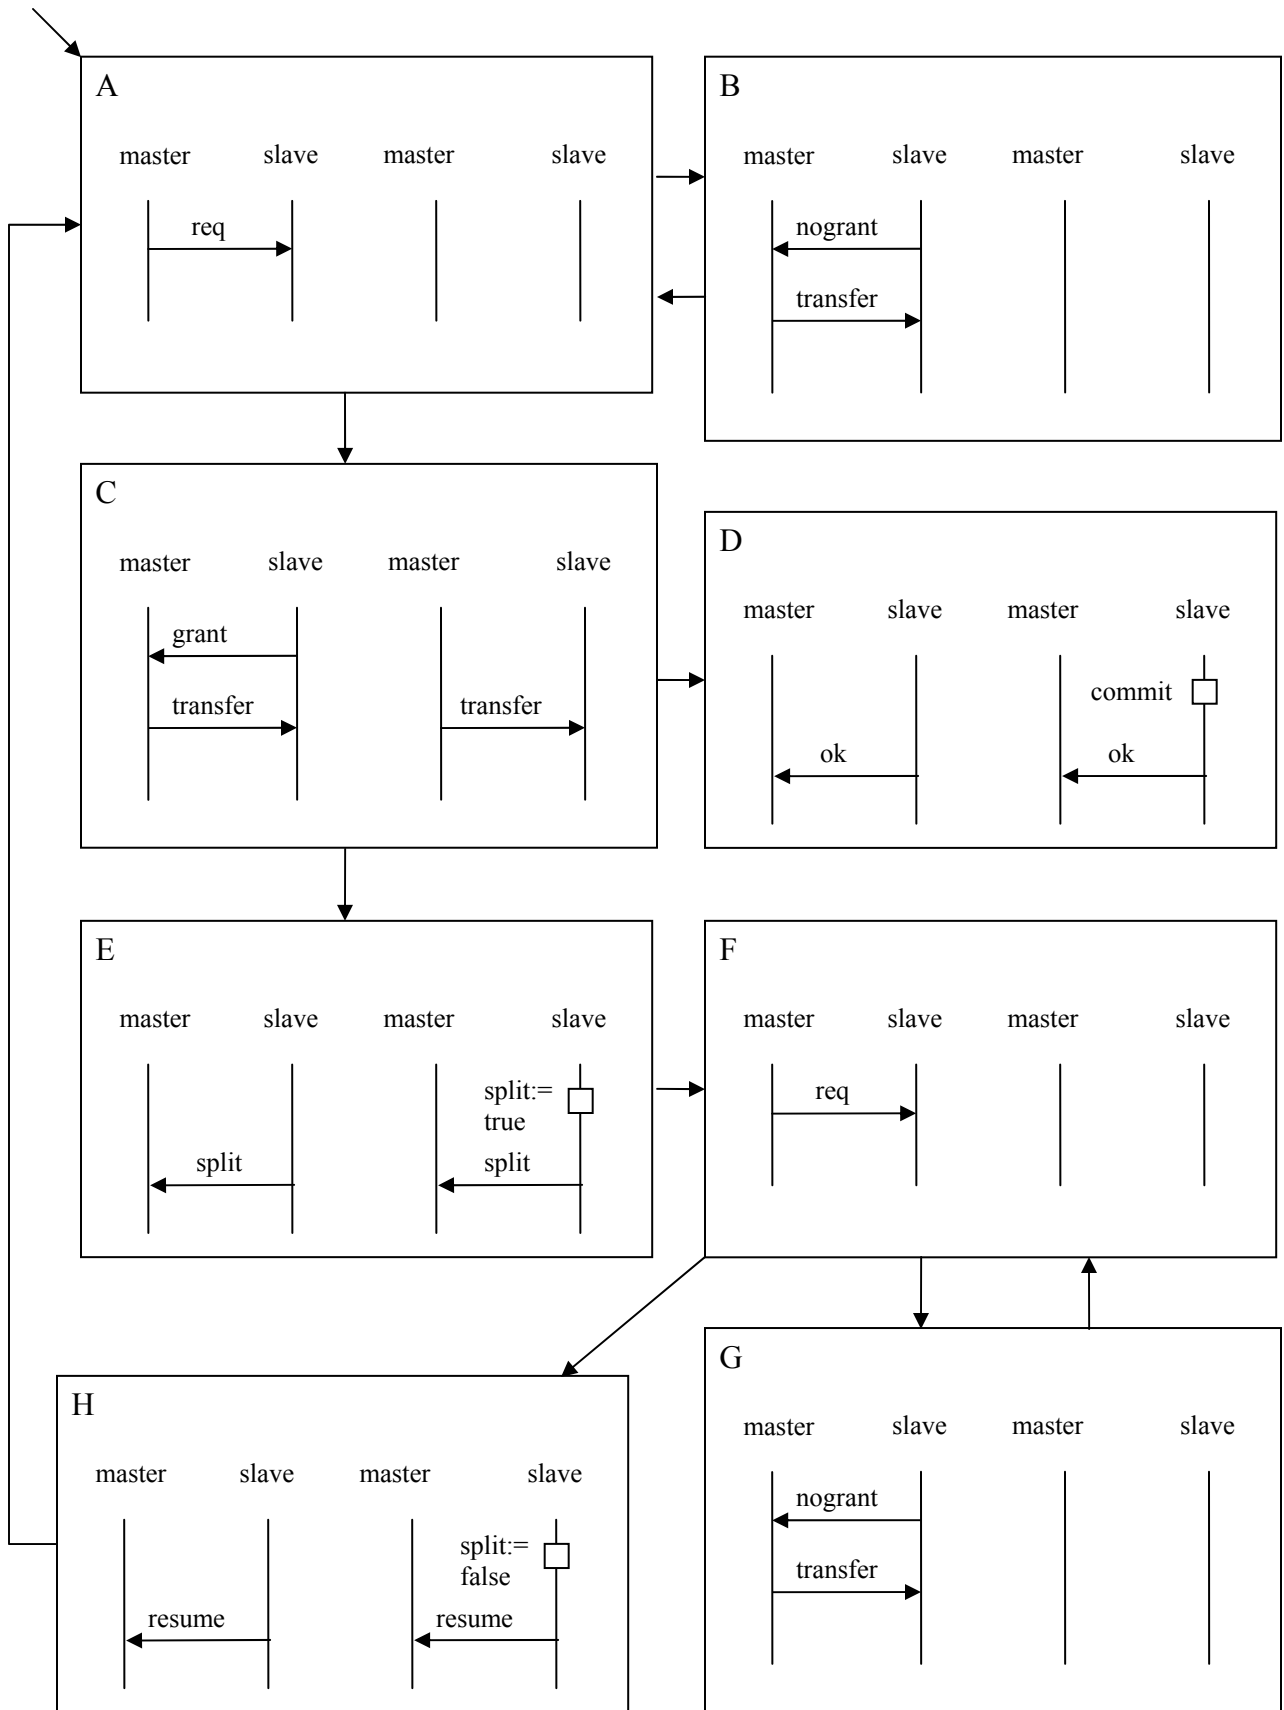 A
master slave master slave
req
B
master slave master slave
nogrant
transfer
C
master slave master slave
grant
transfer transfer
D
master slave master slave
commit
ok ok
E
master slave master slave
split:=
true
split split
F
master slave master slave
req
G
master slave master slave
nogrant
transfer
H
master slave master slave
split:=
false
resume resume